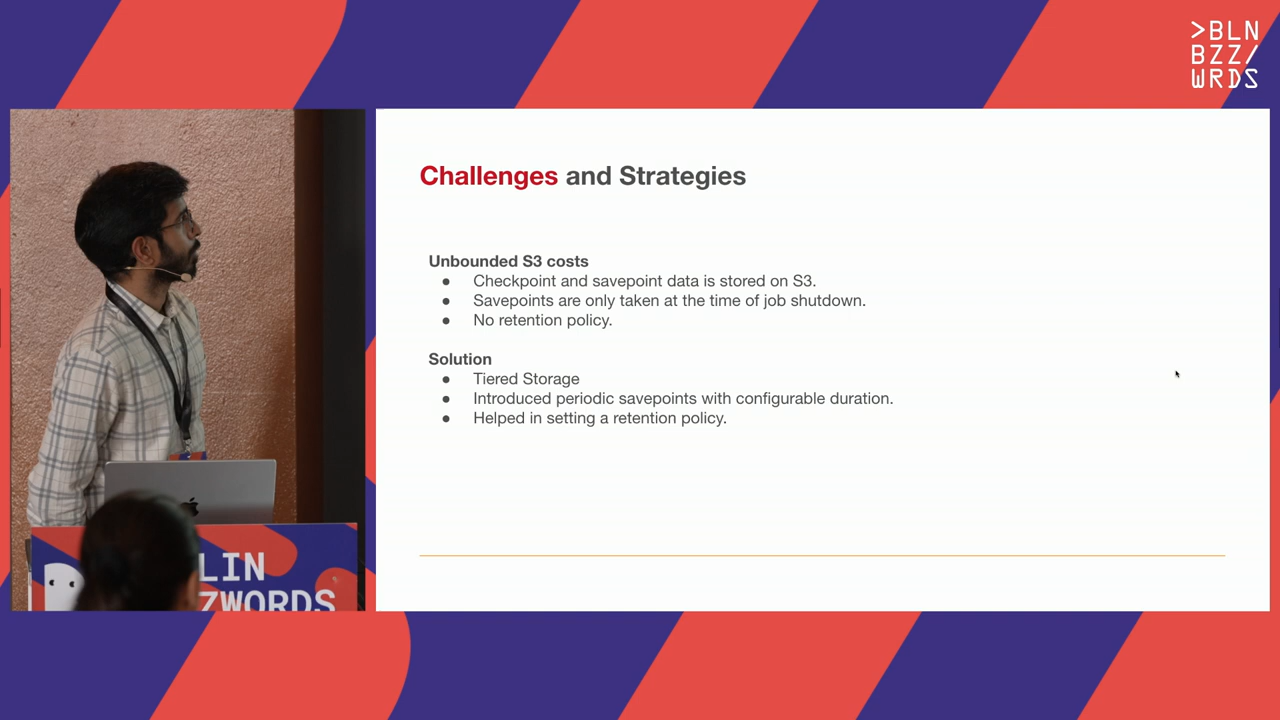 >BLN
BZZ/
WRDS
Challenges and Strategies
Unbounded S3 costs
● Checkpoint and savepoint data is stored on S3.
● Savepoints are only taken at the time of job shutdown.
● No retention policy.
Solution
● Tiered Storage
● Introduced periodic savepoints with configurable duration.
● Helped in setting a retention policy.
LIN
ZWORDS